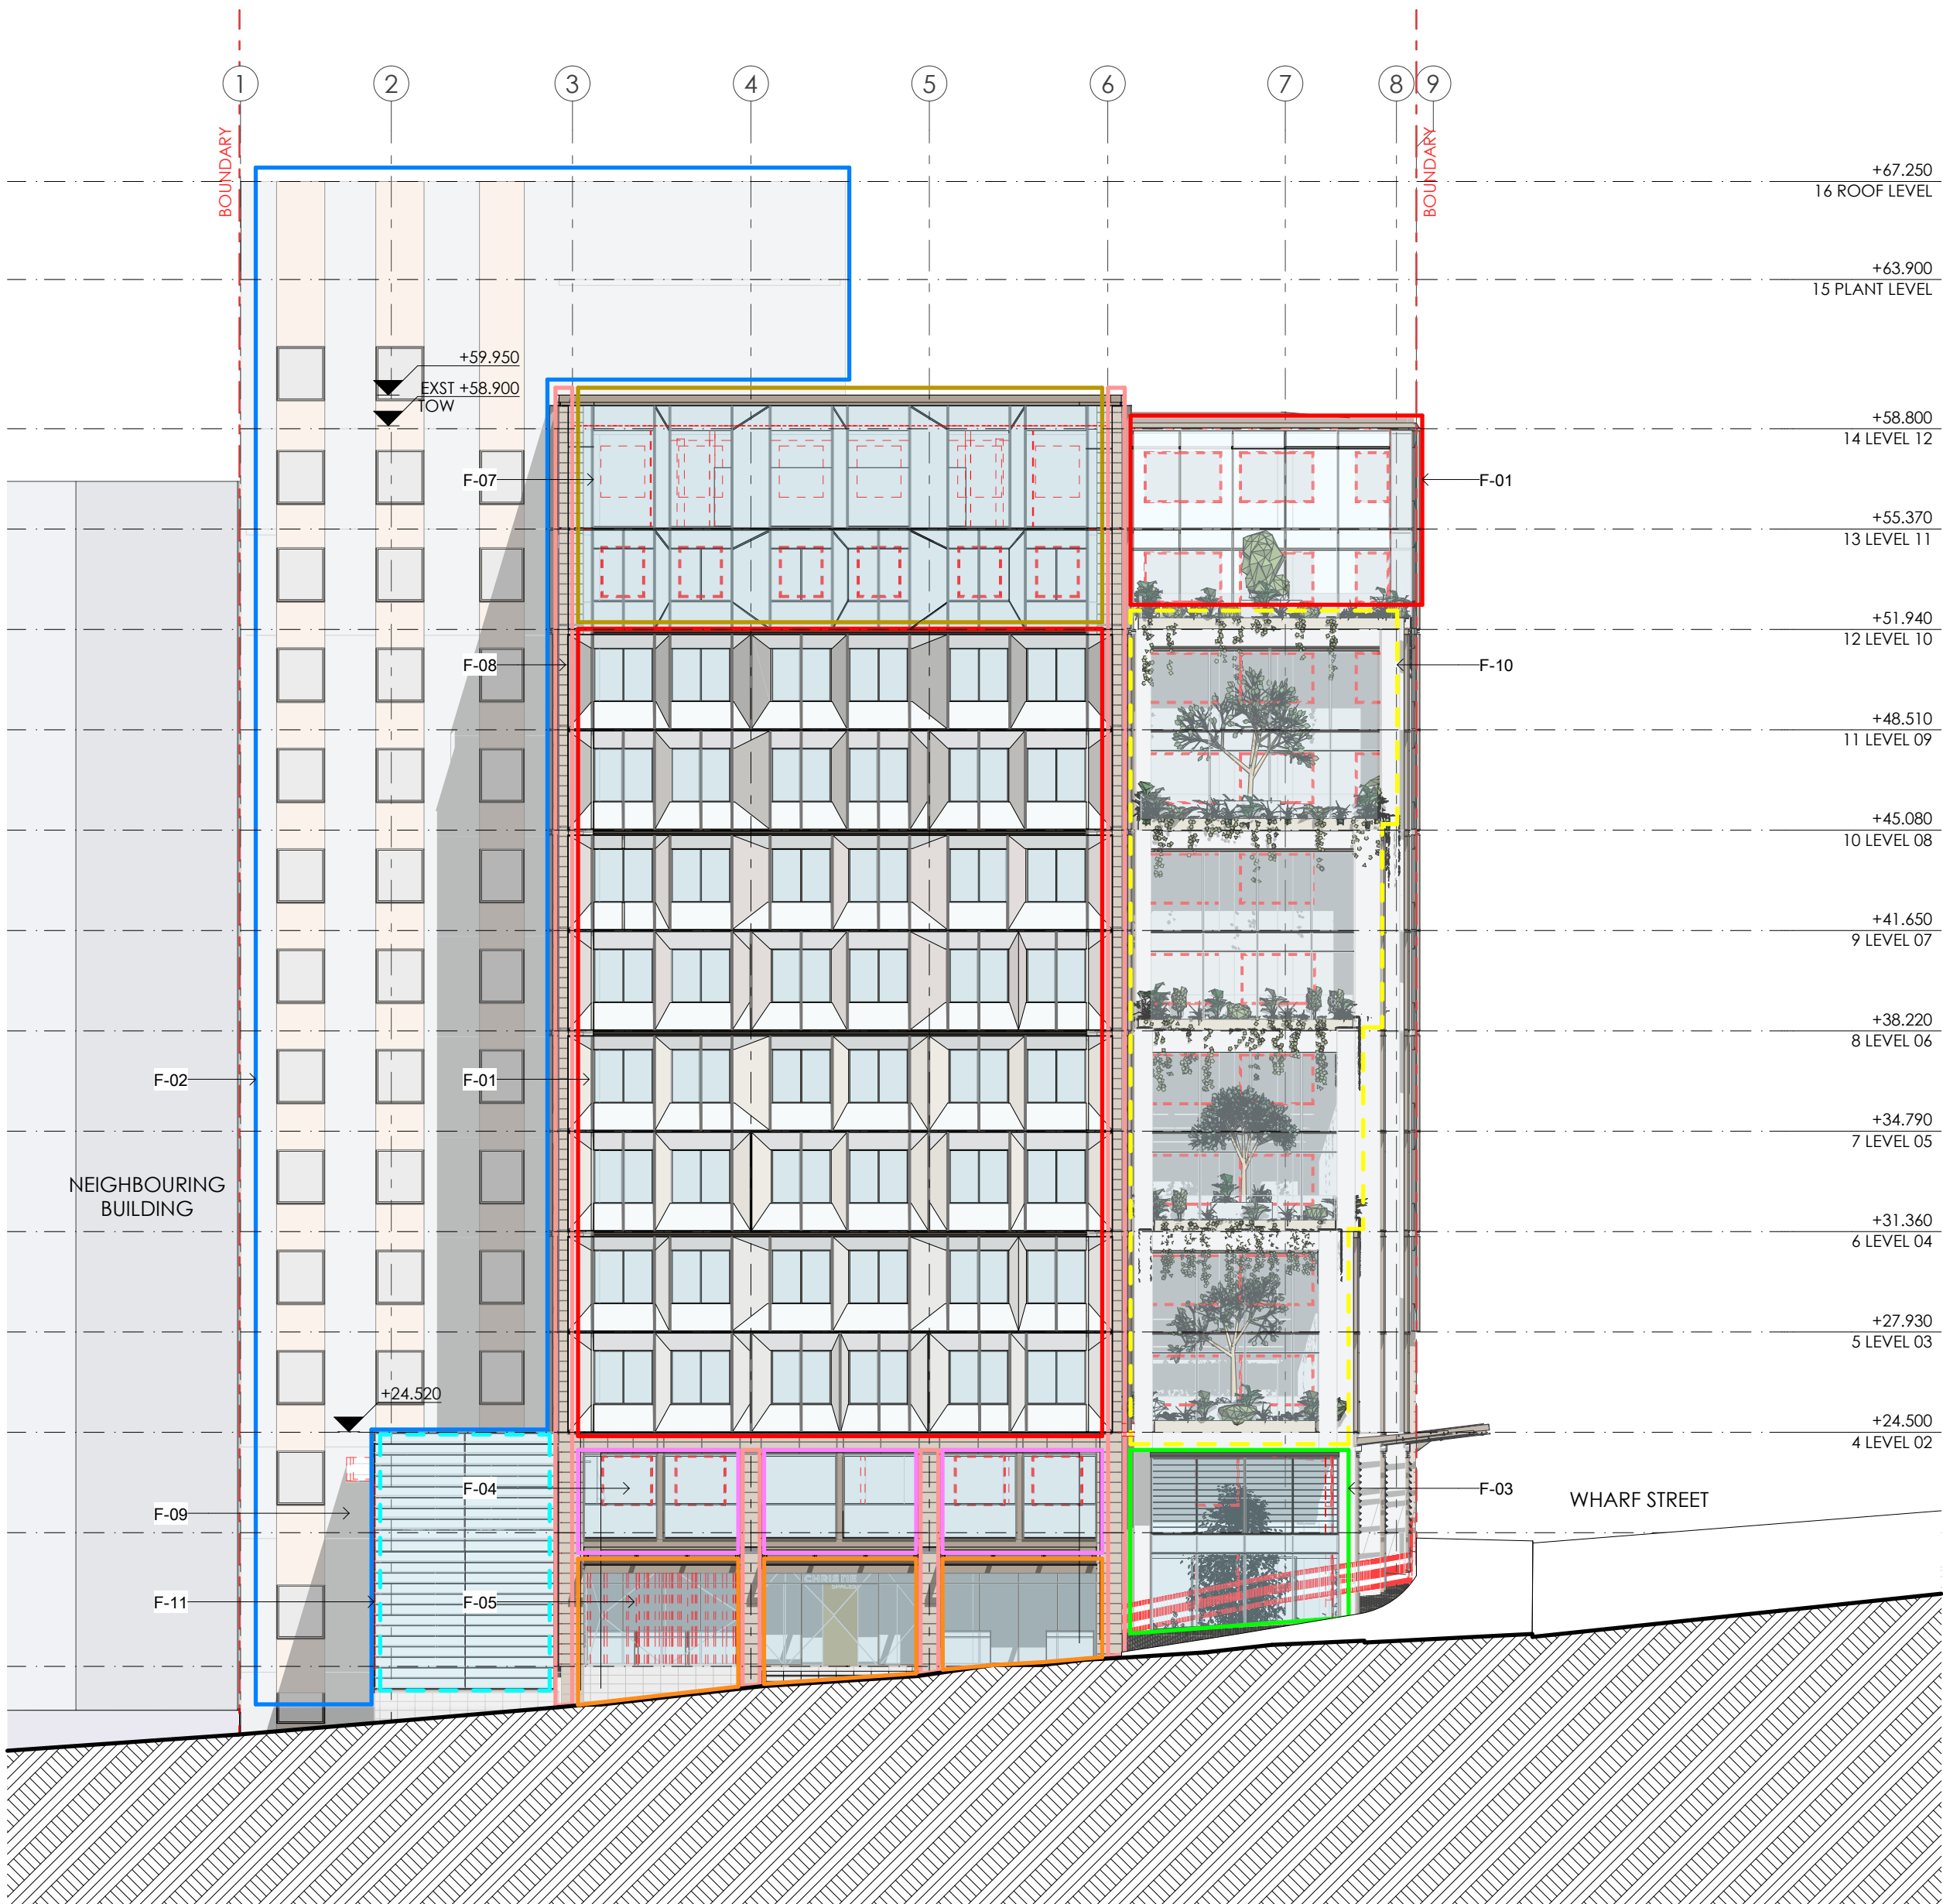 1 2 3 4 5 6 7 8 9
BOUNDARY
BOUNDARY
+67.250
16 ROOF LEVEL
+63.900
15 PLANT LEVEL
+59.950
EXST +58.900
TOW
+58.800
14 LEVEL 12
F-07
F-01
+55.370
13 LEVEL 11
+51.940
12 LEVEL 10
F-08
F-10
+48.510
11 LEVEL 09
+45.080
10 LEVEL 08
+41.650
9 LEVEL 07
+38.220
8 LEVEL 06
F-02
F-01
+34.790
7 LEVEL 05
NEIGHBOURING
BUILDING
+31.360
6 LEVEL 04
+27.930
5 LEVEL 03
+24.520
+24.500
4 LEVEL 02
F-04
F-03
WHARF STREET
F-09
F-11
F-05
CHRISTIE